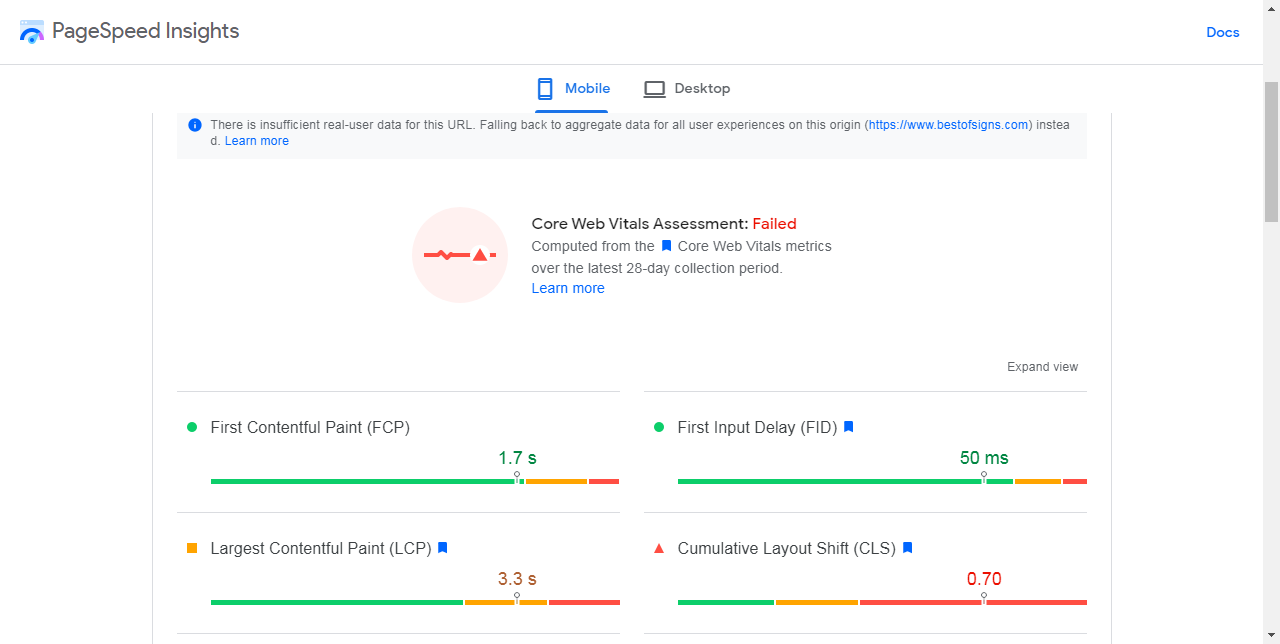 PageSpeed Insights
Docs
Mobile
Desktop
There is insufficient real-user data for this URL. Falling back to aggregate data for all user experiences on this origin (https://www.bestofsigns.com) instea
d. Learn more
Core Web Vitals Assessment: Failed
Computed from the Core Web Vitals metrics
over the latest 28-day collection period.
Learn more
Expand view
First Contentful Paint (FCP)
1.7 s
First Input Delay (FID)
50 ms
Largest Contentful Paint (LCP)
3.3 s
Cumulative Layout Shift (CLS)
0.70